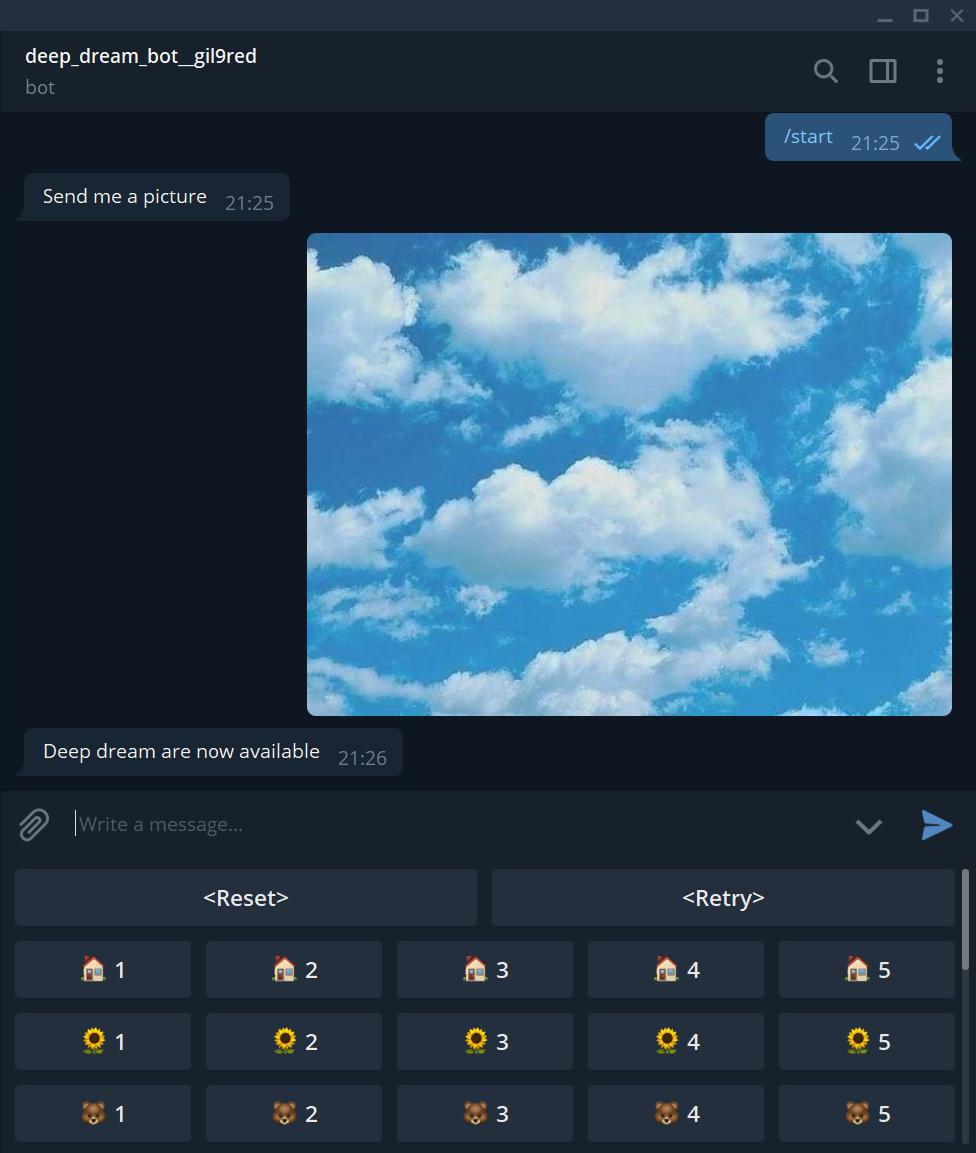 deep_dream_bot__gil9red
bot
/start 21:25
Send me a picture 21:25
Deep dream are now available 21:26
Write a message...
<Reset> <Retry>
1 2 3 4 5
1 2 3 4 5
1 2 3 4 5